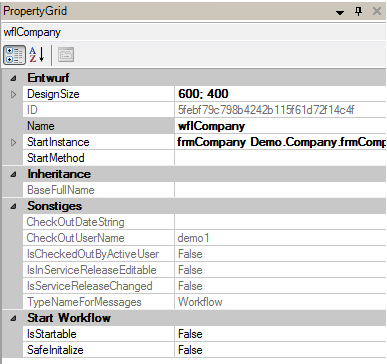 PropertyGrid
wflCompany
Entwurf
DesignSize 600; 400
ID 5febf79c798b4242b115f61d72f14c4f
Name wflCompany
StartInstance frmCompany Demo.Company.frmComp
StartMethod
Inheritance
BaseFullName
Sonstiges
CheckOutDateString
CheckOutUserName demo1
IsCheckedOutByActiveUser False
IsInServiceReleaseEditable False
IsServiceReleaseChanged False
TypeNameForMessages Workflow
Start Workflow
IsStartable False
SafeInitalize False